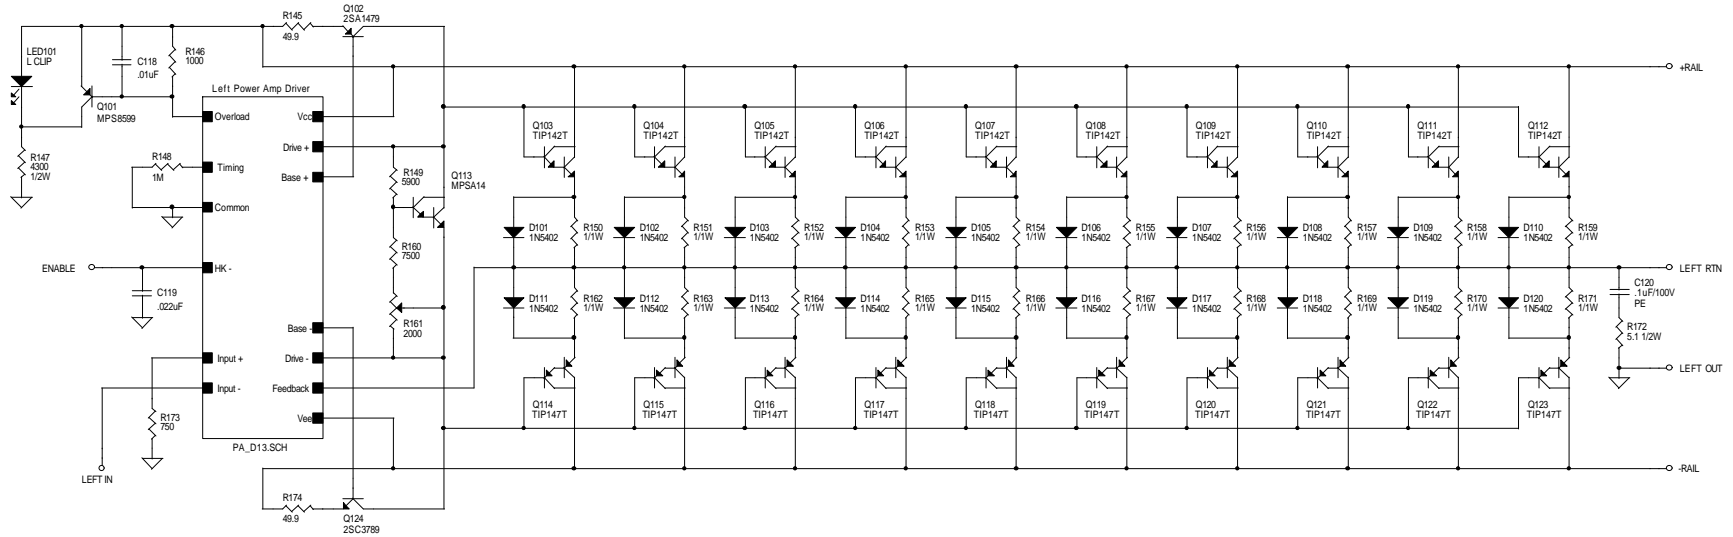 R145
49.9
Q102
2SA1479
LED101
L CLIP
C118
.01uF
R146
1000
Q101
MPS8599
R147
4300
1/2W
Left Power Amp Driver
Overload
Vcc
Drive +
Timing
Base +
Common
HK -
Base -
Input +
Drive -
Input -
Feedback
Vee
PA_D13.SCH
R148
1M
ENABLE
C119
.022uF
R173
750
LEFT IN
R149
5900
Q113
MPSA14
R160
7500
R161
2000
R174
49.9
Q124
2SC3789
+RAIL
Q103
TIP142T
Q104
TIP142T
Q105
TIP142T
Q106
TIP142T
Q107
TIP142T
Q108
TIP142T
Q109
TIP142T
Q110
TIP142T
Q111
TIP142T
Q112
TIP142T
D101
1N5402
R150
1/1W
D102
1N5402
R151
1/1W
D103
1N5402
R152
1/1W
D104
1N5402
R153
1/1W
D105
1N5402
R154
1/1W
D106
1N5402
R155
1/1W
D107
1N5402
R156
1/1W
D108
1N5402
R157
1/1W
D109
1N5402
R158
1/1W
D110
1N5402
R159
1/1W
LEFT RTN
D111
1N5402
R162
1/1W
D112
1N5402
R163
1/1W
D113
1N5402
R164
1/1W
D114
1N5402
R165
1/1W
D115
1N5402
R166
1/1W
D116
1N5402
R167
1/1W
D117
1N5402
R168
1/1W
D118
1N5402
R169
1/1W
D119
1N5402
R170
1/1W
D120
1N5402
R171
1/1W
C120
.1uF/100V
PE
R172
5.1 1/2W
LEFT OUT
Q114
TIP147T
Q115
TIP147T
Q116
TIP147T
Q117
TIP147T
Q118
TIP147T
Q119
TIP147T
Q120
TIP147T
Q121
TIP147T
Q122
TIP147T
Q123
TIP147T
-RAIL